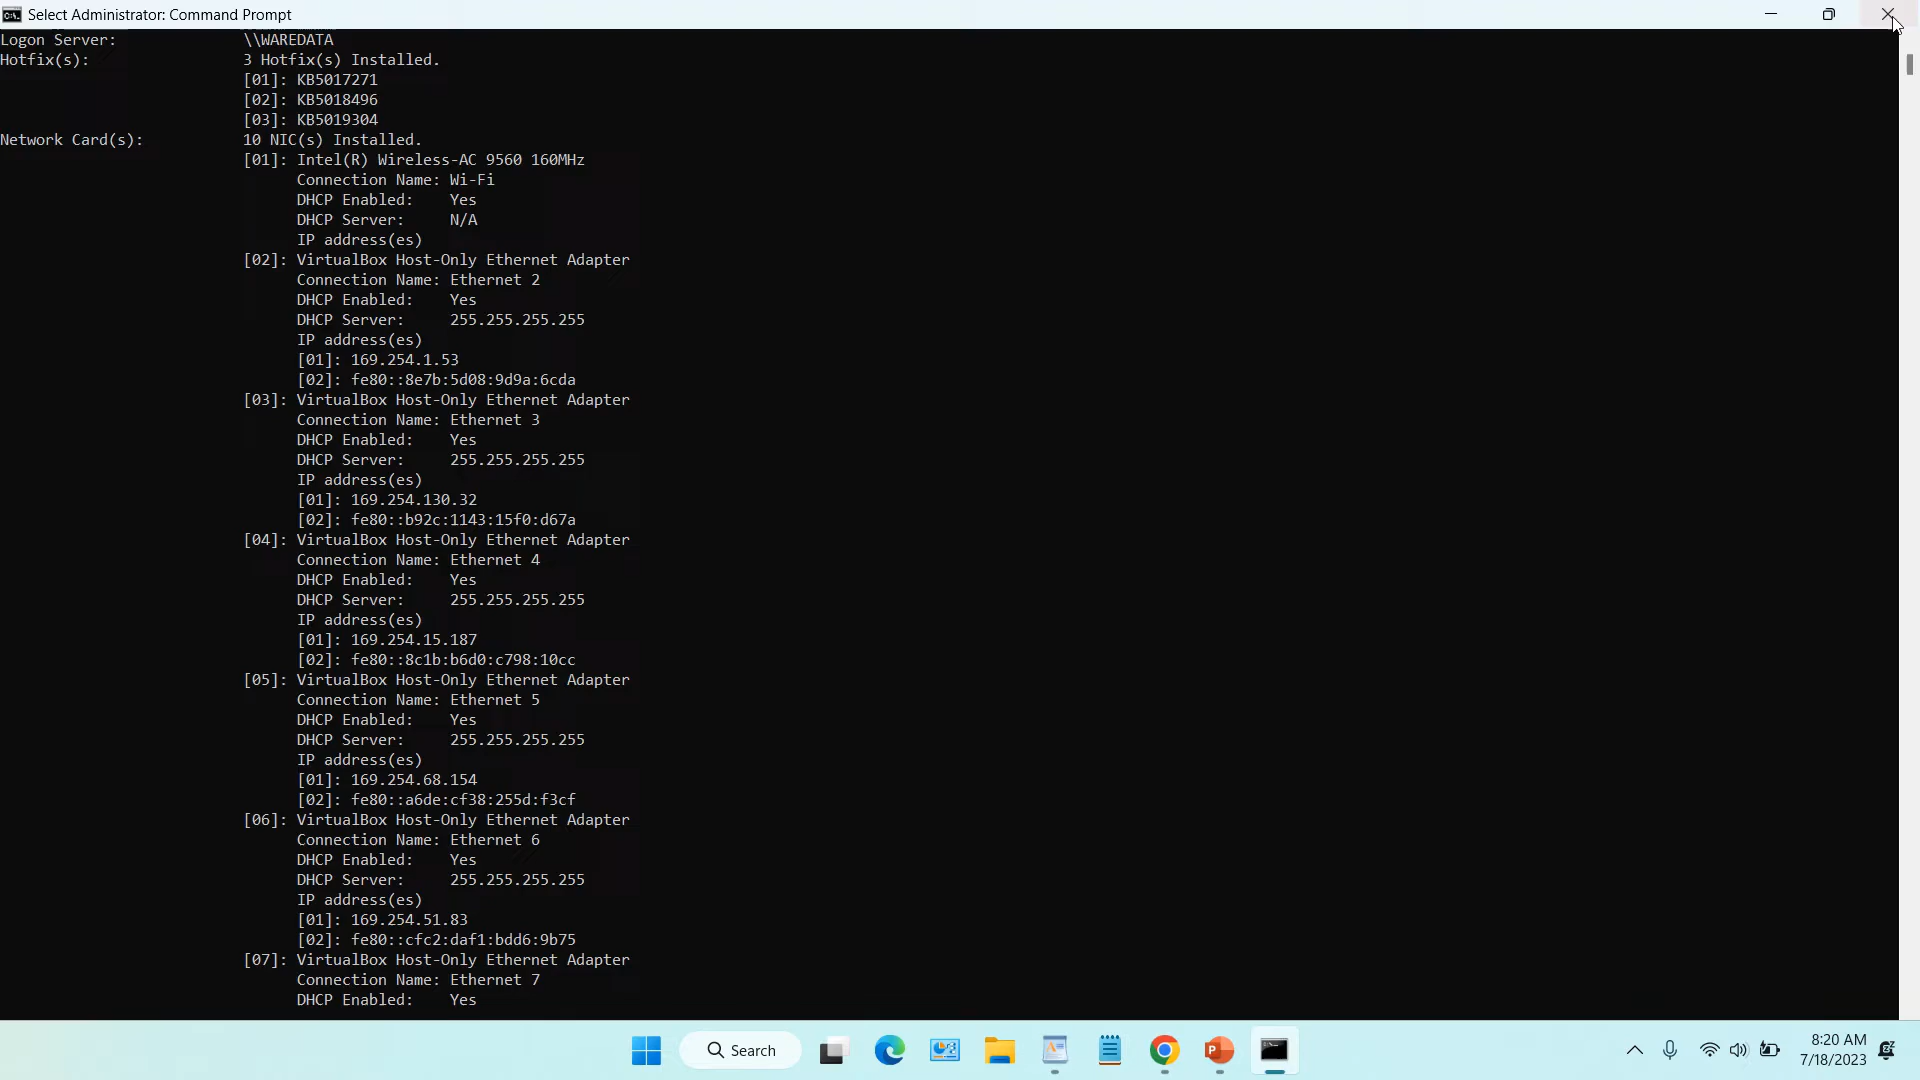 Select Administrator: Command Prompt
Logon Server: \\WAREDATA
Hotfix(s): 3 Hotfix(s) Installed.
[01]: KB5017271
[02]: KB5018496
[03]: KB5019304
Network Card(s): 10 NIC(s) Installed.
[01]: Intel(R) Wireless-AC 9560 160MHz
Connection Name: Wi-Fi
DHCP Enabled: Yes
DHCP Server: N/A
IP address(es)
[02]: VirtualBox Host-Only Ethernet Adapter
Connection Name: Ethernet 2
DHCP Enabled: Yes
DHCP Server: 255.255.255.255
IP address(es)
[01]: 169.254.1.53
[02]: fe80::8e7b:5d08:9d9a:6cda
[03]: VirtualBox Host-Only Ethernet Adapter
Connection Name: Ethernet 3
DHCP Enabled: Yes
DHCP Server: 255.255.255.255
IP address(es)
[01]: 169.254.130.32
[02]: fe80::b92c:1143:15f0:d67a
[04]: VirtualBox Host-Only Ethernet Adapter
Connection Name: Ethernet 4
DHCP Enabled: Yes
DHCP Server: 255.255.255.255
IP address(es)
[01]: 169.254.15.187
[02]: fe80::8c1b:b6d0:c798:10cc
[05]: VirtualBox Host-Only Ethernet Adapter
Connection Name: Ethernet 5
DHCP Enabled: Yes
DHCP Server: 255.255.255.255
IP address(es)
[01]: 169.254.68.154
[02]: fe80::a6de:cf38:255d:f3cf
[06]: VirtualBox Host-Only Ethernet Adapter
Connection Name: Ethernet 6
DHCP Enabled: Yes
DHCP Server: 255.255.255.255
IP address(es)
[01]: 169.254.51.83
[02]: fe80::cfc2:daf1:bdd6:9b75
[07]: VirtualBox Host-Only Ethernet Adapter
Connection Name: Ethernet 7
DHCP Enabled: Yes
Search
8:20 AM
7/18/2023